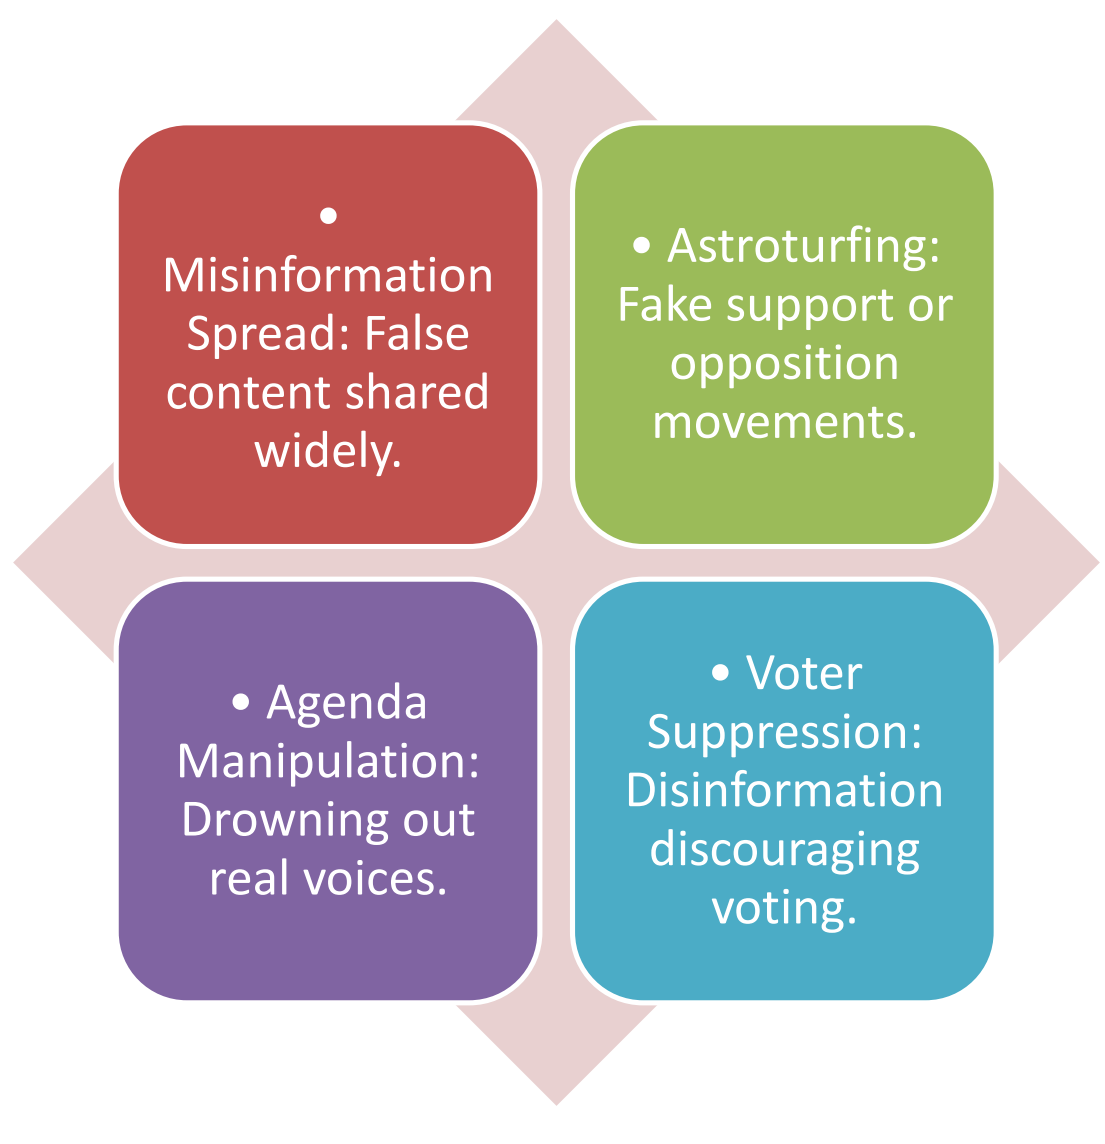 •
Misinformation
Spread: False
content shared
widely.
• Astroturfing:
Fake support or
opposition
movements.
• Agenda
Manipulation:
Drowning out
real voices.
• Voter
Suppression:
Disinformation
discouraging
voting.